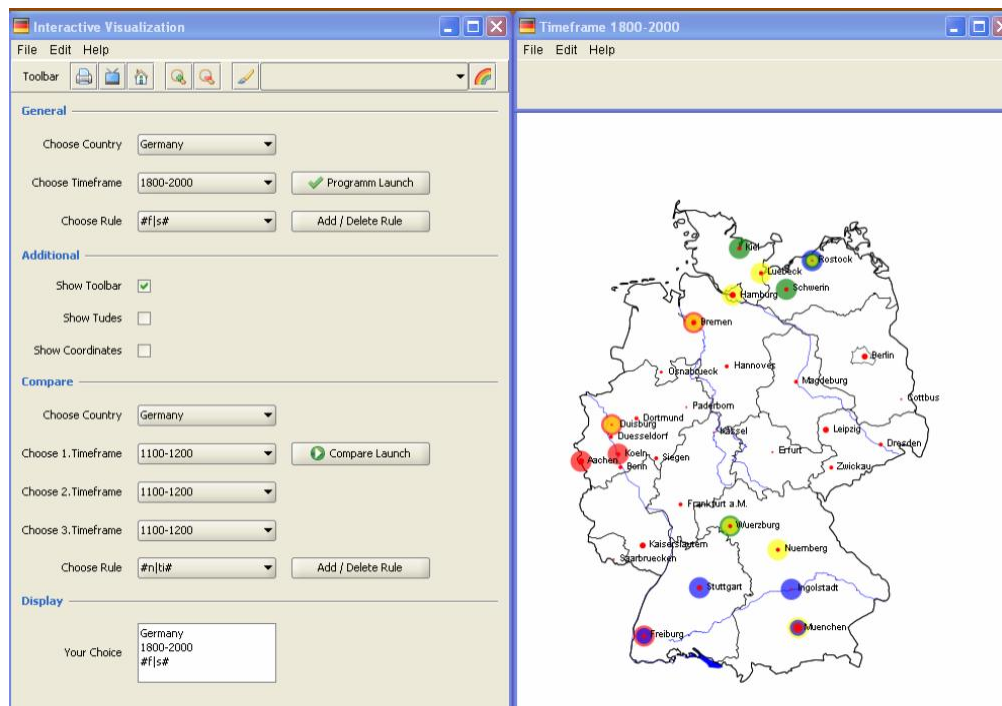 Interactive Visualization
File Edit Help
Toolbar
General
Choose Country Germany
Choose Timeframe 1800-2000 Programm Launch
Choose Rule #f|s# Add / Delete Rule
Additional
Show Toolbar
Show Tudes
Show Coordinates
Compare
Choose Country Germany
Choose 1.Timeframe 1100-1200 Compare Launch
Choose 2.Timeframe 1100-1200
Choose 3.Timeframe 1100-1200
Choose Rule #n|ti# Add / Delete Rule
Display
Your Choice
Germany
1800-2000
#f|s#
Timeframe 1800-2000
File Edit Help
Kiel
Rostock
Luebeck
Schwerin
Hamburg
Bremen
Berlin
Hannover
Osnabrueck
Magdeburg
Cottbus
Paderborn
Dortmund
Duisburg
Kassel
Leipzig
Duesseldorf
Dresden
Koeln
Erfurt
Aachen
Siegen
Bonn
Zwickau
Frankfurt a.M.
Wuerzburg
Kaiserslautern
Nuernberg
Saarbruecken
Stuttgart
Ingolstadt
Muenchen
Freiburg